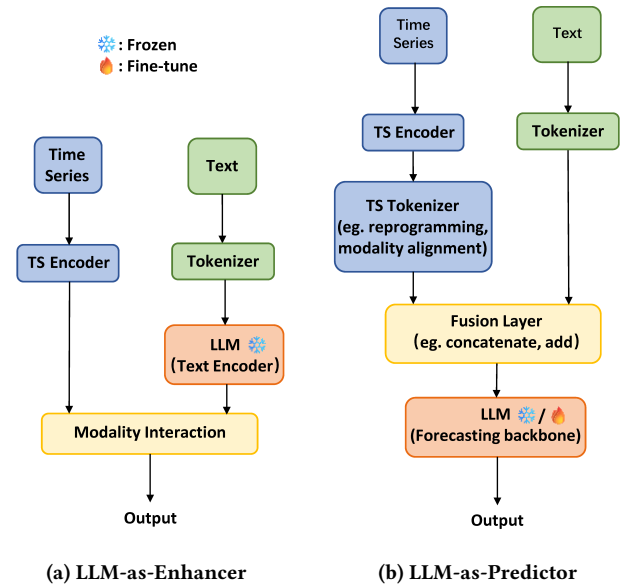 : Frozen
: Fine-tune
Time
Series
Text
TS Encoder
Tokenizer
LLM
(Text Encoder)
Modality Interaction
Output
(a) LLM-as-Enhancer
Time
Series
Text
TS Encoder
Tokenizer
TS Tokenizer
(eg. reprogramming,
modality alignment)
Fusion Layer
(eg. concatenate, add)
LLM /
(Forecasting backbone)
Output
(b) LLM-as-Predictor